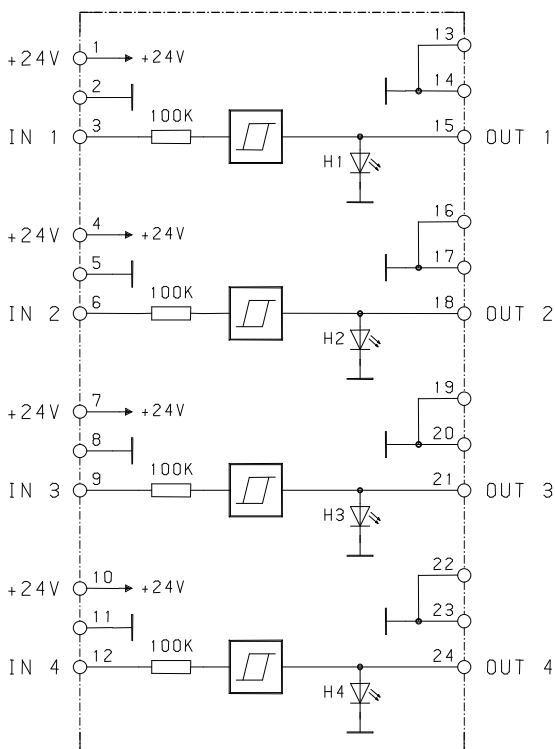 1 13
+24V +24V
2 14
100K
IN 1 3 15 OUT 1
H1
4 16
+24V +24V
5 17
100K
IN 2 6 18 OUT 2
H2
7 19
+24V +24V
8 20
100K
IN 3 9 21 OUT 3
H3
10 22
+24V +24V
11 23
100K
IN 4 12 24 OUT 4
H4